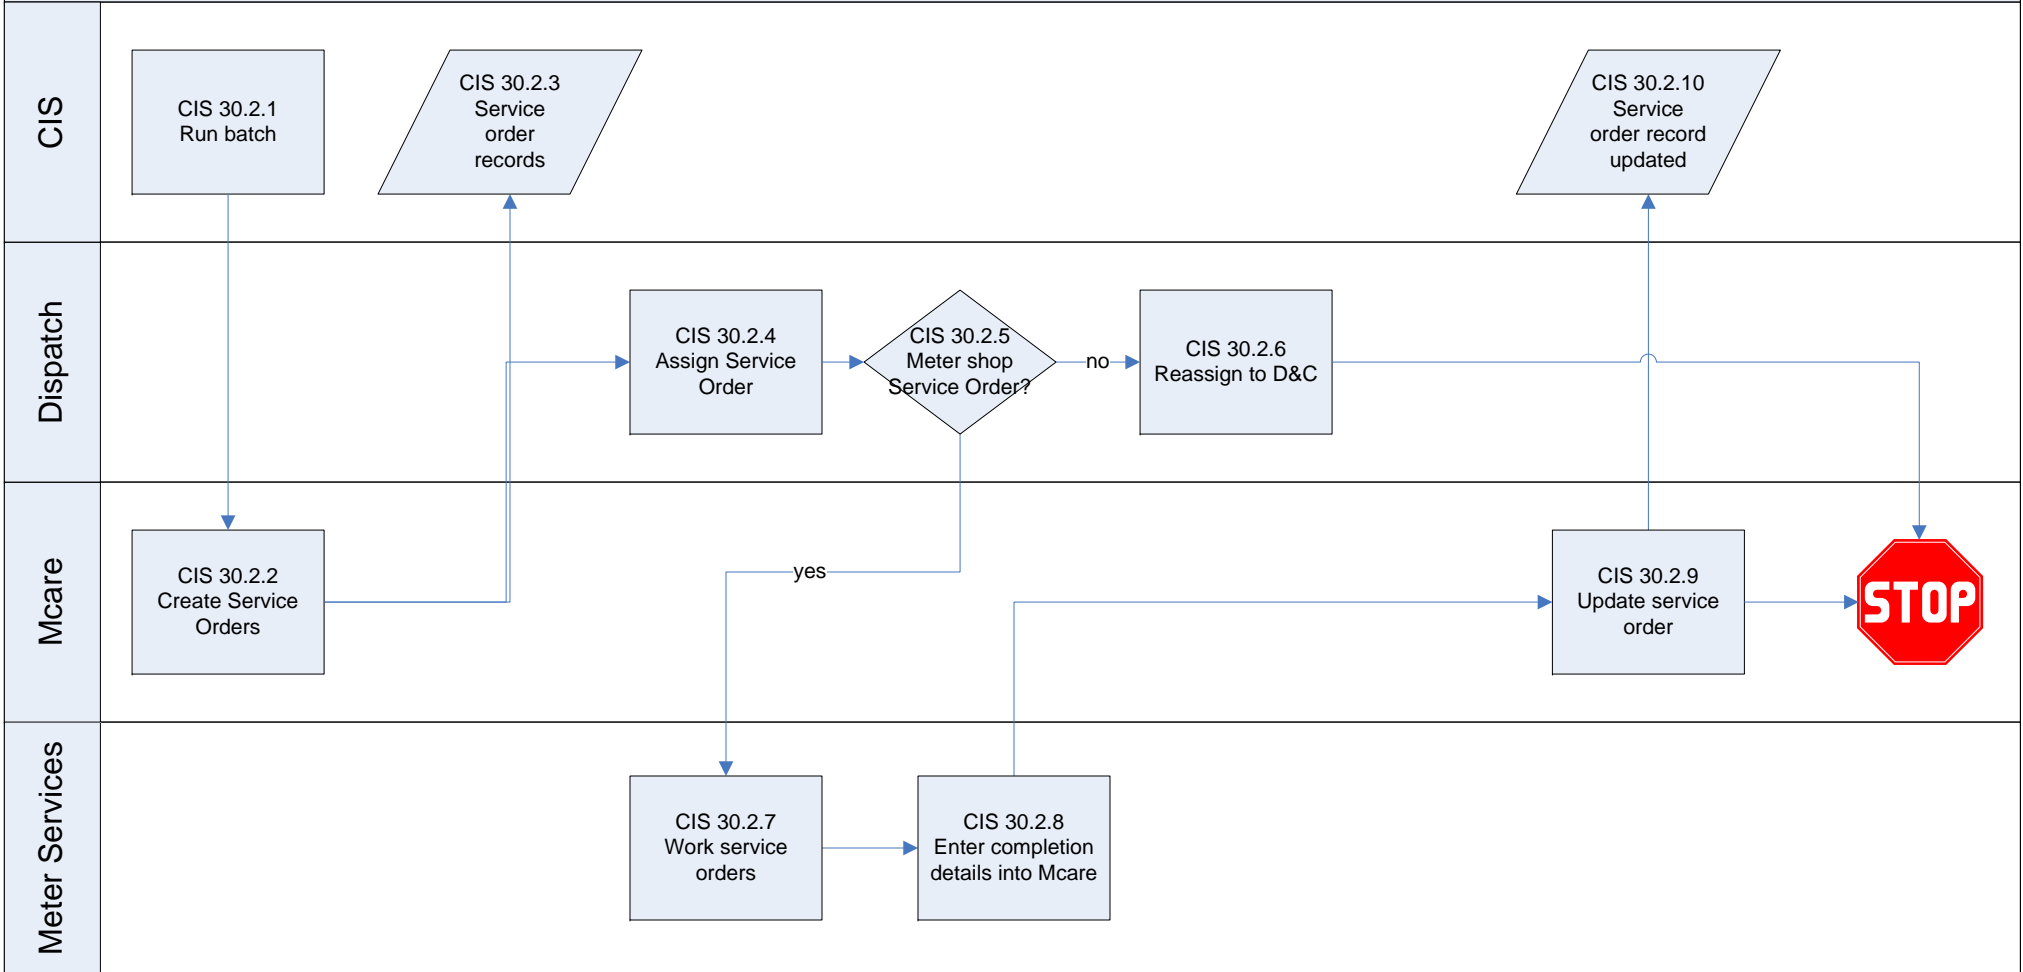 CIS
CIS 30.2.1
Run batch
CIS 30.2.3
Service
order
records
CIS 30.2.10
Service
order record
updated
Dispatch
CIS 30.2.4
Assign Service
Order
CIS 30.2.5
Meter shop
Service Order?
no
CIS 30.2.6
Reassign to D&C
Mcare
CIS 30.2.2
Create Service
Orders
yes
CIS 30.2.9
Update service
order
STOP
Meter Services
CIS 30.2.7
Work service
orders
CIS 30.2.8
Enter completion
details into Mcare